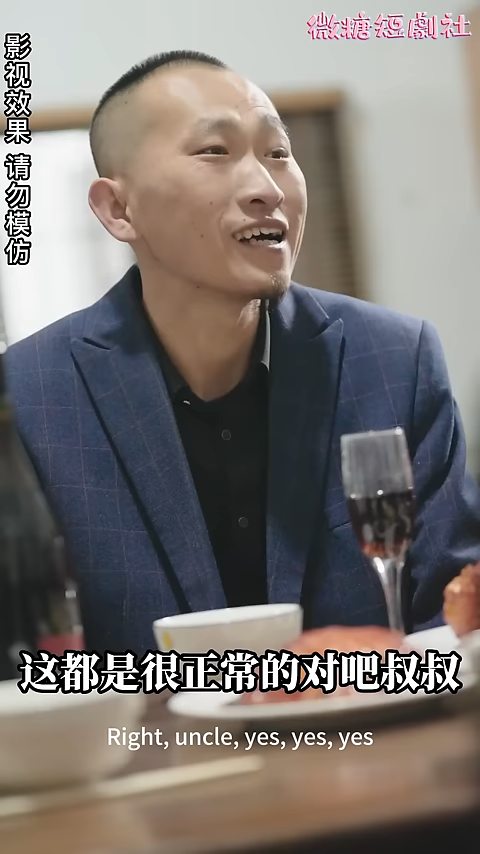 微糖短劇社
影视效果 请勿模仿
这都是很正常的对吧叔叔
Right, uncle, yes, yes, yes